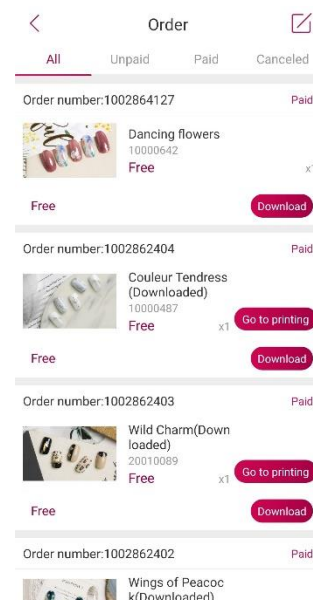 Order
All Unpaid Paid Canceled
Order number:1002864127 Paid
Dancing flowers
10000642
Free x1
Free Download
Order number:1002862404 Paid
Couleur Tendress
(Downloaded)
10000487
Free x1 Go to printing
Free Download
Order number:1002862403 Paid
Wild Charm(Down
loaded)
20010089
Free x1 Go to printing
Free Download
Order number:1002862402 Paid
Wings of Peacoc
k(Downloaded)